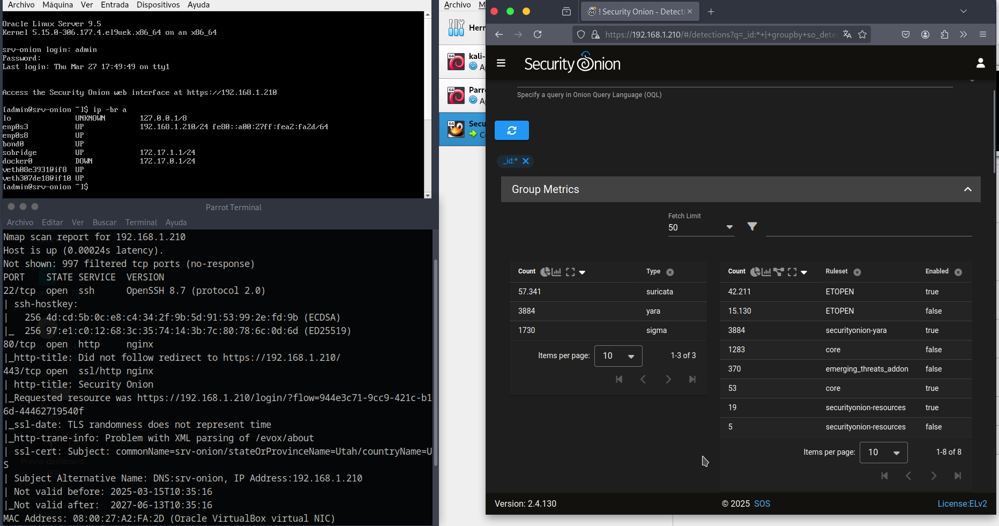 Archivo Máquina Ver Entrada Dispositivos Ayuda
Oracle Linux Server 9.5
Kernel 5.15.0-306.177.4.el9uek.x86_64 on an x86_64
srv-onion login: admin
Password:
Last login: Thu Mar 27 17:49:49 on tty1
Access the Security Onion web interface at https://192.168.1.210
[admin@srv-onion ~]$ ip -br a
lo UNKNOWN 127.0.0.1/8
enp0s3 UP 192.168.1.210/24 fe80::a00:27ff:fea2:fa2d/64
enp0s8 UP
bond0 UP
sobridge UP 172.17.1.1/24
docker0 DOWN 172.17.0.1/24
veth08e3931@if8 UP
veth307de18@if10 UP
[admin@srv-onion ~]$
Parrot Terminal
Archivo Editar Ver Buscar Terminal Ayuda
Nmap scan report for 192.168.1.210
Host is up (0.00024s latency).
Not shown: 997 filtered tcp ports (no-response)
PORT STATE SERVICE VERSION
22/tcp open ssh OpenSSH 8.7 (protocol 2.0)
| ssh-hostkey:
| 256 4d:cd:5b:0c:e8:c4:34:2f:9b:5d:91:53:99:2e:fd:9b (ECDSA)
|_ 256 97:e1:c0:12:68:3c:35:74:14:3b:7c:80:78:6c:0d:6d (ED25519)
80/tcp open http nginx
|_http-title: Did not follow redirect to https://192.168.1.210/
443/tcp open ssl/http nginx
| http-title: Security Onion
|_Requested resource was https://192.168.1.210/login/?flow=944e3c71-9cc9-421c-b1
6d-44462719540f
|_ssl-date: TLS randomness does not represent time
|_http-trane-info: Problem with XML parsing of /evox/about
| ssl-cert: Subject: commonName=srv-onion/stateOrProvinceName=Utah/countryName=U
S
| Subject Alternative Name: DNS:srv-onion, IP Address:192.168.1.210
| Not valid before: 2025-03-15T10:35:16
|_Not valid after: 2027-06-13T10:35:16
MAC Address: 08:00:27:A2:FA:2D (Oracle VirtualBox virtual NIC)
Previo-dashboard.
png
Archivo M
Herr
64 kali-
A
64 Parr
A
64 Secu
C
! Security Onion - Detecti
https://192.168.1.210/#/detections?q=_id:*+|+groupby+so_dete
Security Onion
Specify a query in Onion Query Language (OQL)
_id:*
Group Metrics
Fetch Limit
50
Count Type
57.341 suricata
3884 yara
1730 sigma
Items per page: 10 1-3 of 3
Count Ruleset Enabled
42.211 ETOPEN true
15.130 ETOPEN false
3884 securityonion-yara true
1283 core false
370 emerging_threats_addon false
53 core true
19 securityonion-resources true
5 securityonion-resources false
Items per page: 10 1-8 of 8
Version: 2.4.130
© 2025 SOS
License:ELv2